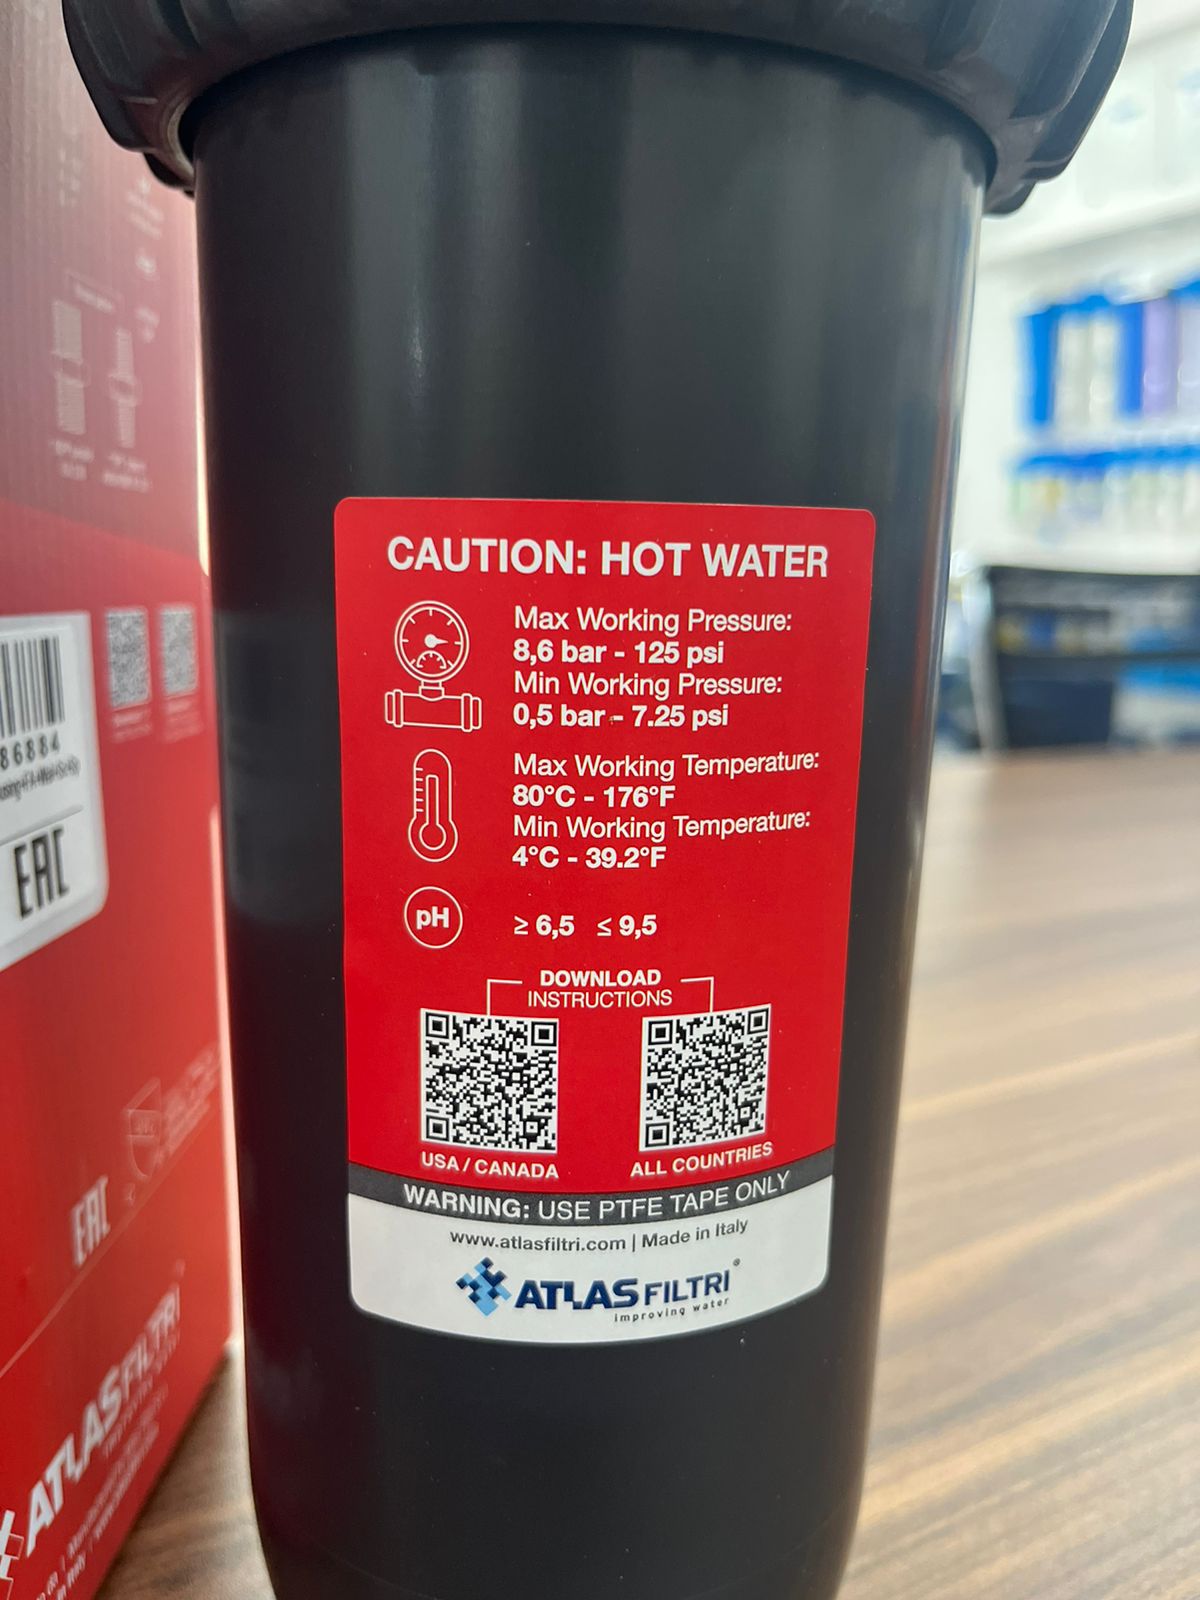 CAUTION: HOT WATER
Max Working Pressure:
8,6 bar - 125 psi
Min Working Pressure:
0,5 bar - 7.25 psi
Max Working Temperature:
80°C - 176°F
Min Working Temperature:
4°C - 39.2°F
pH
≥ 6,5 ≤ 9,5
DOWNLOAD
INSTRUCTIONS
USA / CANADA
ALL COUNTRIES
WARNING: USE PTFE TAPE ONLY
www.atlasfiltri.com | Made in Italy
ATLAS FILTRI®
improving water
86884
EAC
EAC
ATLAS FILTRI